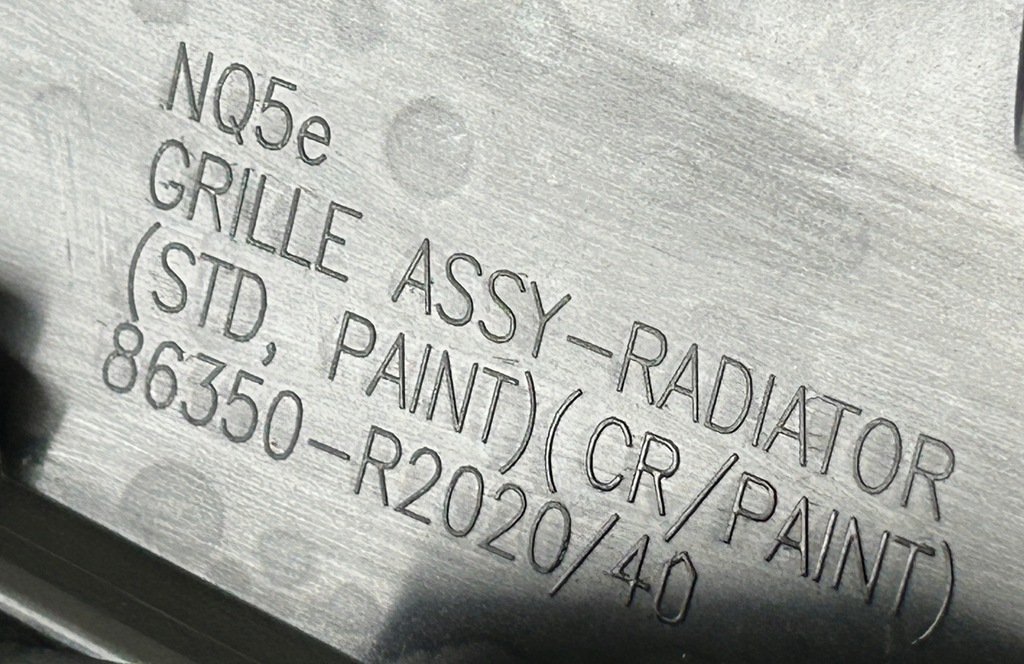 NQ5e
GRILLE ASSY-RADIATOR
(STD, PAINT)(CR/PAINT)
86350-R2020/40